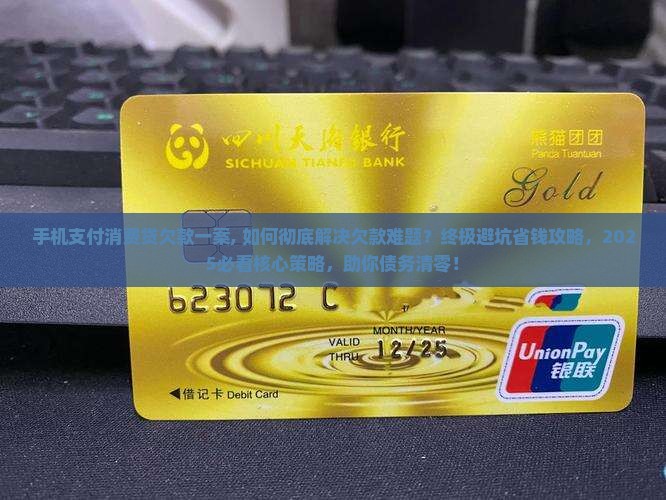 四川天府银行
SICHUAN TIANFU BANK
熊猫团团
Panda Tuantuan
Gold
手机支付消费贷欠款一案, 如何彻底解决欠款难题？终极避坑省钱攻略，202
5必看核心策略，助你债务清零！
623072 C
MONTH/YEAR
VALID
THRU
12/25
UnionPay
银联
◀借记卡 Debit Card